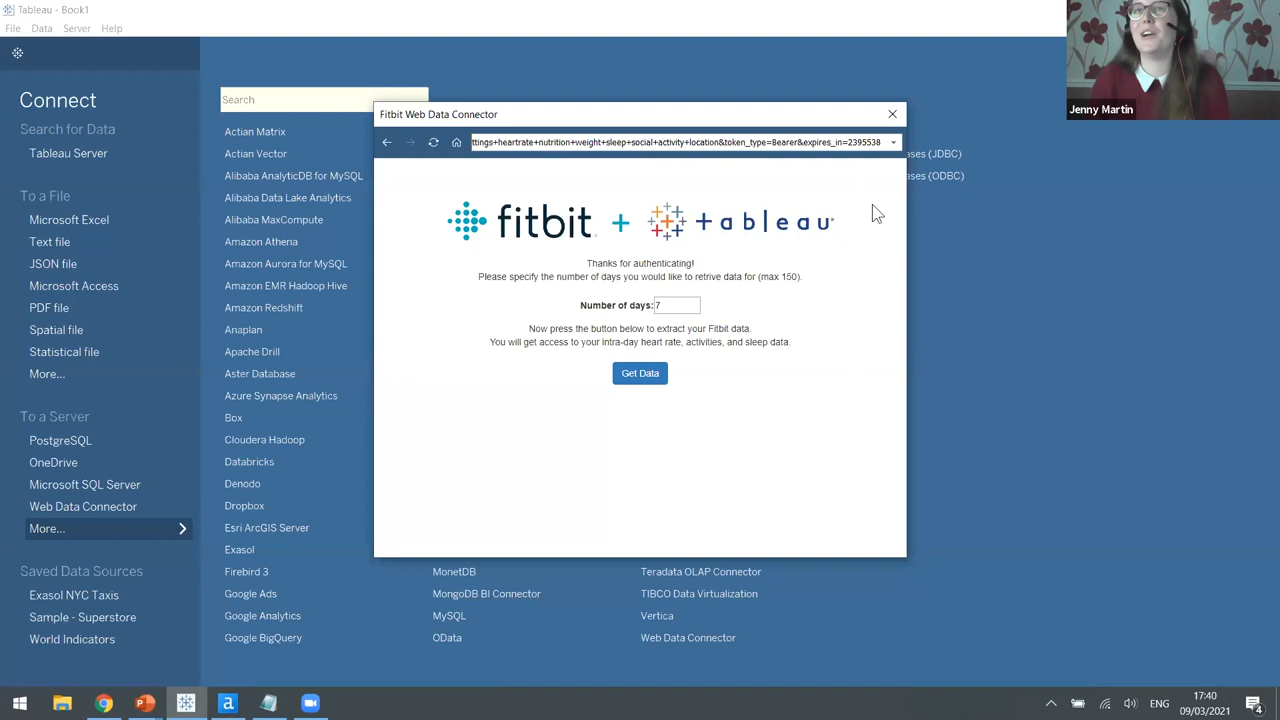 Tableau - Book1
File Data Server Help
Connect
Search for Data
Tableau Server
To a File
Microsoft Excel
Text file
JSON file
Microsoft Access
PDF file
Spatial file
Statistical file
More...
To a Server
PostgreSQL
OneDrive
Microsoft SQL Server
Web Data Connector
More...
Saved Data Sources
Exasol NYC Taxis
Sample - Superstore
World Indicators
Search
Actian Matrix
Actian Vector
Alibaba AnalyticDB for MySQL
Alibaba Data Lake Analytics
Alibaba MaxCompute
Amazon Athena
Amazon Aurora for MySQL
Amazon EMR Hadoop Hive
Amazon Redshift
Anaplan
Apache Drill
Aster Database
Azure Synapse Analytics
Box
Cloudera Hadoop
Databricks
Denodo
Dropbox
Esri ArcGIS Server
Exasol
Firebird 3
Google Ads
Google Analytics
Google BigQuery
MonetDB
MongoDB BI Connector
MySQL
OData
Teradata OLAP Connector
TIBCO Data Virtualization
Vertica
Web Data Connector
ases (JDBC)
ases (ODBC)
Fitbit Web Data Connector
ttings+heartrate+nutrition+weight+sleep+social+activity+location&token_type=Bearer&expires_in=2395538
fitbit + tableau
Thanks for authenticating!
Please specify the number of days you would like to retrive data for (max 150).
Number of days: 7
Now press the button below to extract your Fitbit data.
You will get access to your intra-day heart rate, activities, and sleep data.
Get Data
Jenny Martin
ENG
17:40
09/03/2021
4